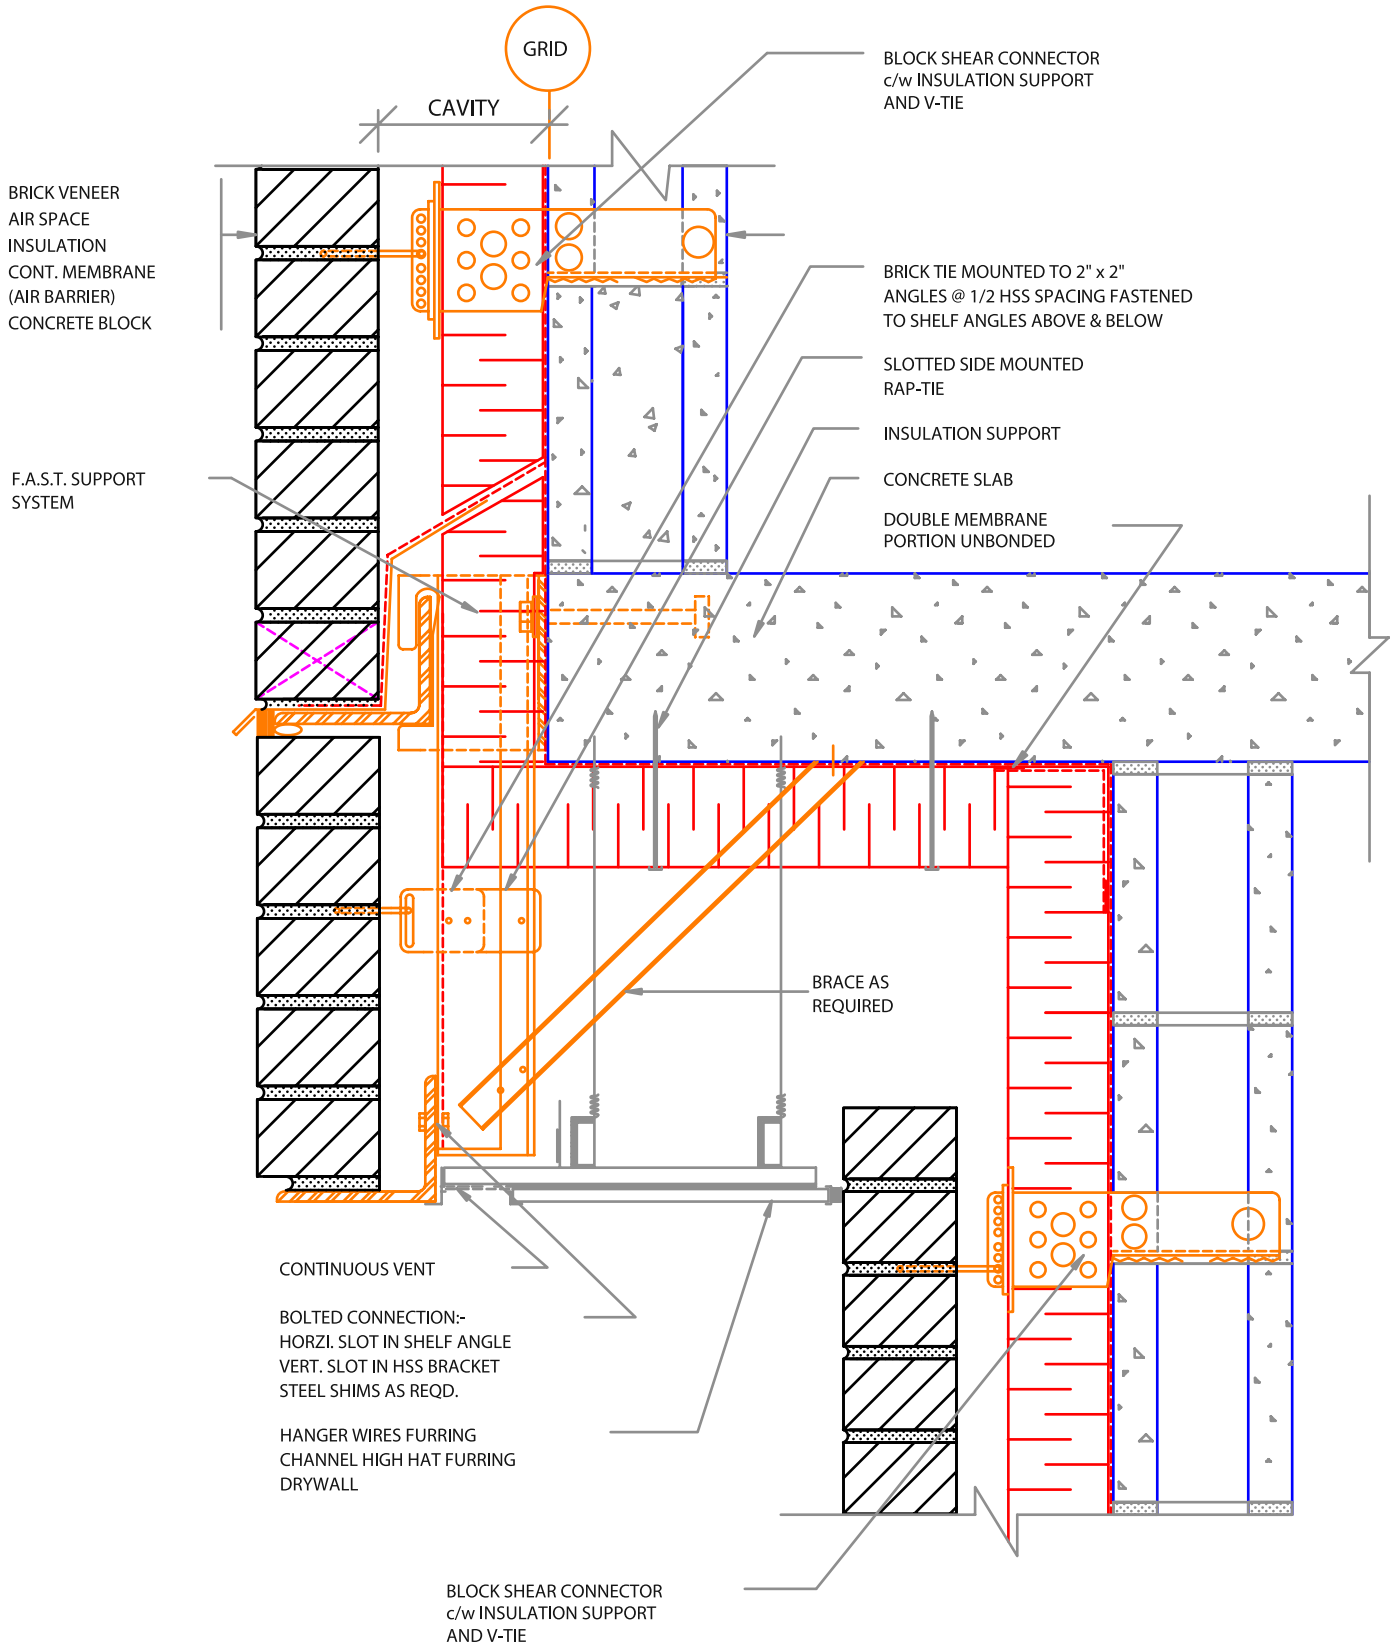 GRID
CAVITY
BLOCK SHEAR CONNECTOR
c/w INSULATION SUPPORT
AND V-TIE
BRICK VENEER
AIR SPACE
INSULATION
CONT. MEMBRANE
(AIR BARRIER)
CONCRETE BLOCK
BRICK TIE MOUNTED TO 2" x 2"
ANGLES @ 1/2 HSS SPACING FASTENED
TO SHELF ANGLES ABOVE & BELOW
SLOTTED SIDE MOUNTED
RAP-TIE
INSULATION SUPPORT
F.A.S.T. SUPPORT
SYSTEM
CONCRETE SLAB
DOUBLE MEMBRANE
PORTION UNBONDED
BRACE AS
REQUIRED
CONTINUOUS VENT
BOLTED CONNECTION:-
HORZI. SLOT IN SHELF ANGLE
VERT. SLOT IN HSS BRACKET
STEEL SHIMS AS REQD.
HANGER WIRES FURRING
CHANNEL HIGH HAT FURRING
DRYWALL
BLOCK SHEAR CONNECTOR
c/w INSULATION SUPPORT
AND V-TIE